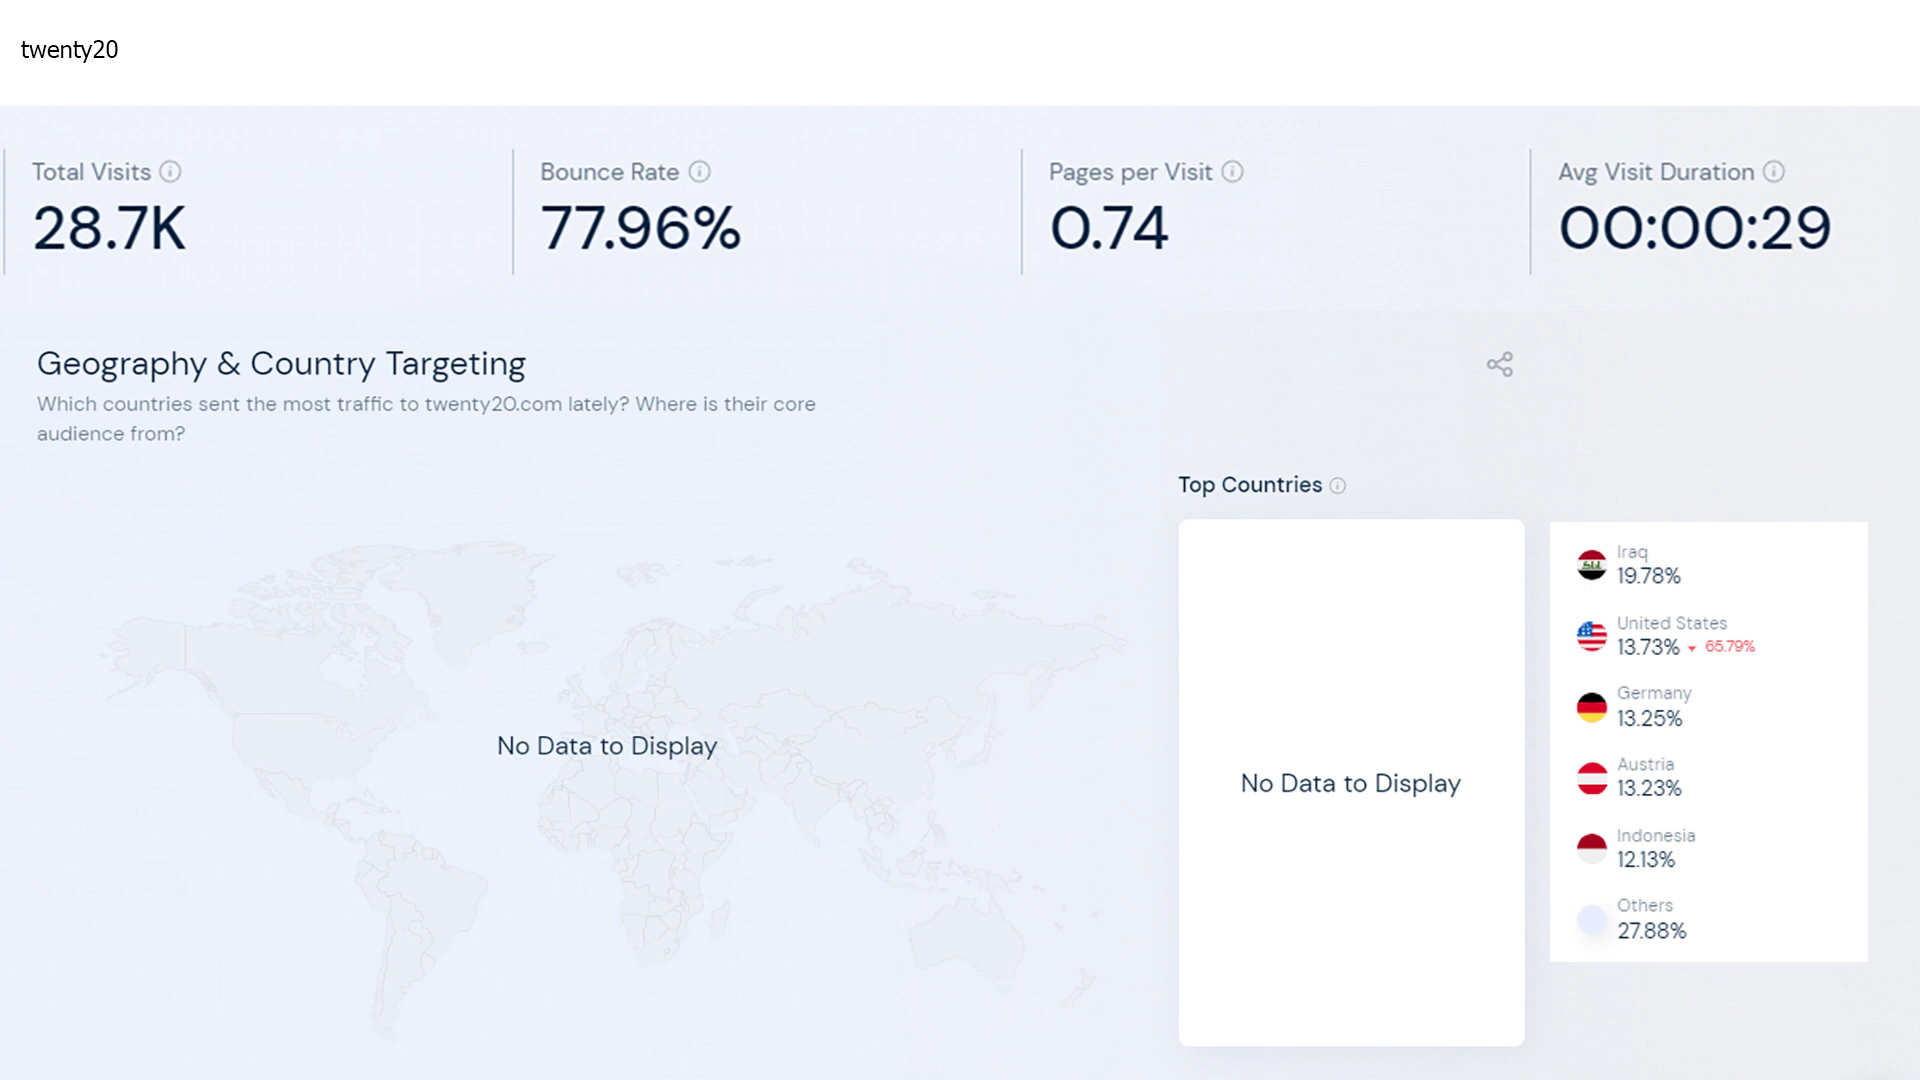 twenty20
Total Visits
28.7K
Bounce Rate
77.96%
Pages per Visit
0.74
Avg Visit Duration
00:00:29
Geography & Country Targeting
Which countries sent the most traffic to twenty20.com lately? Where is their core
audience from?
Top Countries
No Data to Display
No Data to Display
Iraq
19.78%
United States
13.73% 65.79%
Germany
13.25%
Austria
13.23%
Indonesia
12.13%
Others
27.88%